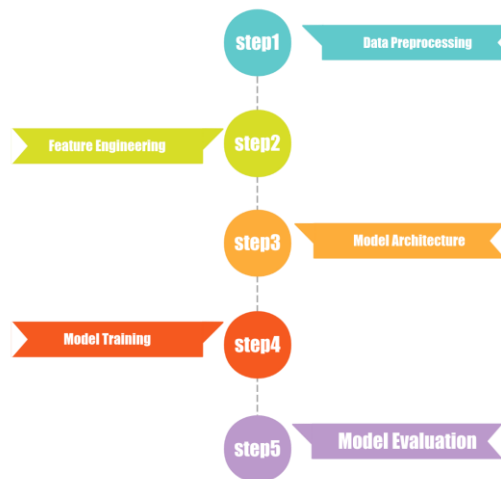 step1
Data Preprocessing
Feature Engineering
step2
step3
Model Architecture
Model Training
step4
step5
Model Evaluation